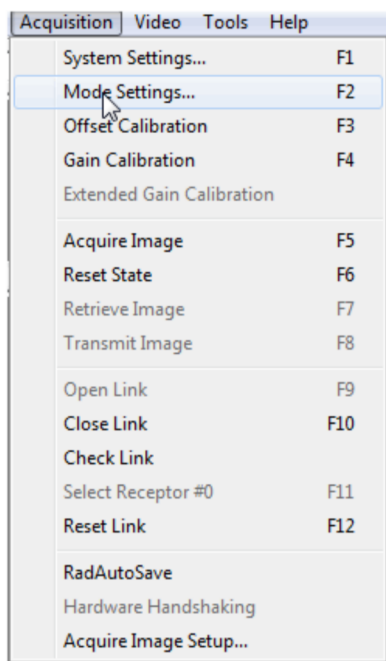 Acquisition Video Tools Help
System Settings... F1
Mode Settings... F2
Offset Calibration F3
Gain Calibration F4
Extended Gain Calibration
Acquire Image F5
Reset State F6
Retrieve Image F7
Transmit Image F8
Open Link F9
Close Link F10
Check Link
Select Receptor #0 F11
Reset Link F12
RadAutoSave
Hardware Handshaking
Acquire Image Setup...